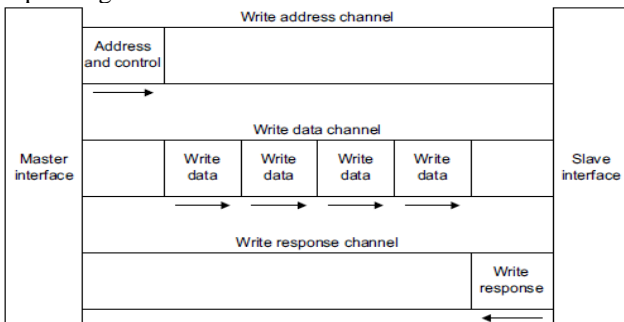 Write address channel
Address
and control
Write data channel
Master
interface
Write
data
Write
data
Write
data
Write
data
Slave
interface
Write response channel
Write
response